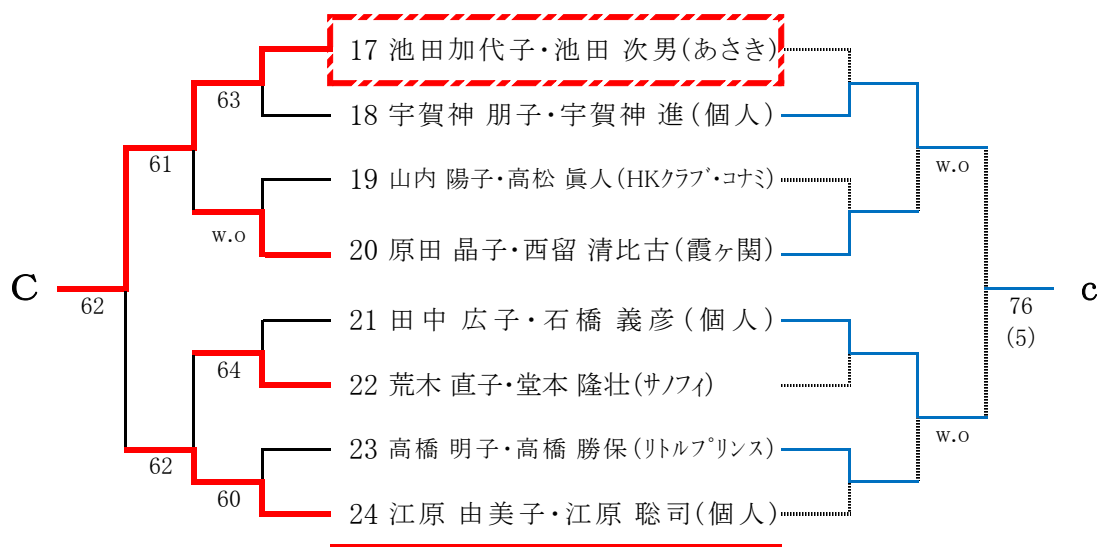 17 池田加代子・池田 次男(あさき)
63
18 宇賀神 朋子・宇賀神 進(個人)
61
w.o
19 山内 陽子・高松 眞人(HKクラブ・コナミ)
w.o
20 原田 晶子・西留 清比古(霞ヶ関)
C
c
62
76
(5)
21 田中 広子・石橋 義彦(個人)
64
22 荒木 直子・堂本 隆壮(サノフィ)
w.o
23 高橋 明子・高橋 勝保(リトルプリンス)
62
60
24 江原 由美子・江原 聡司(個人)